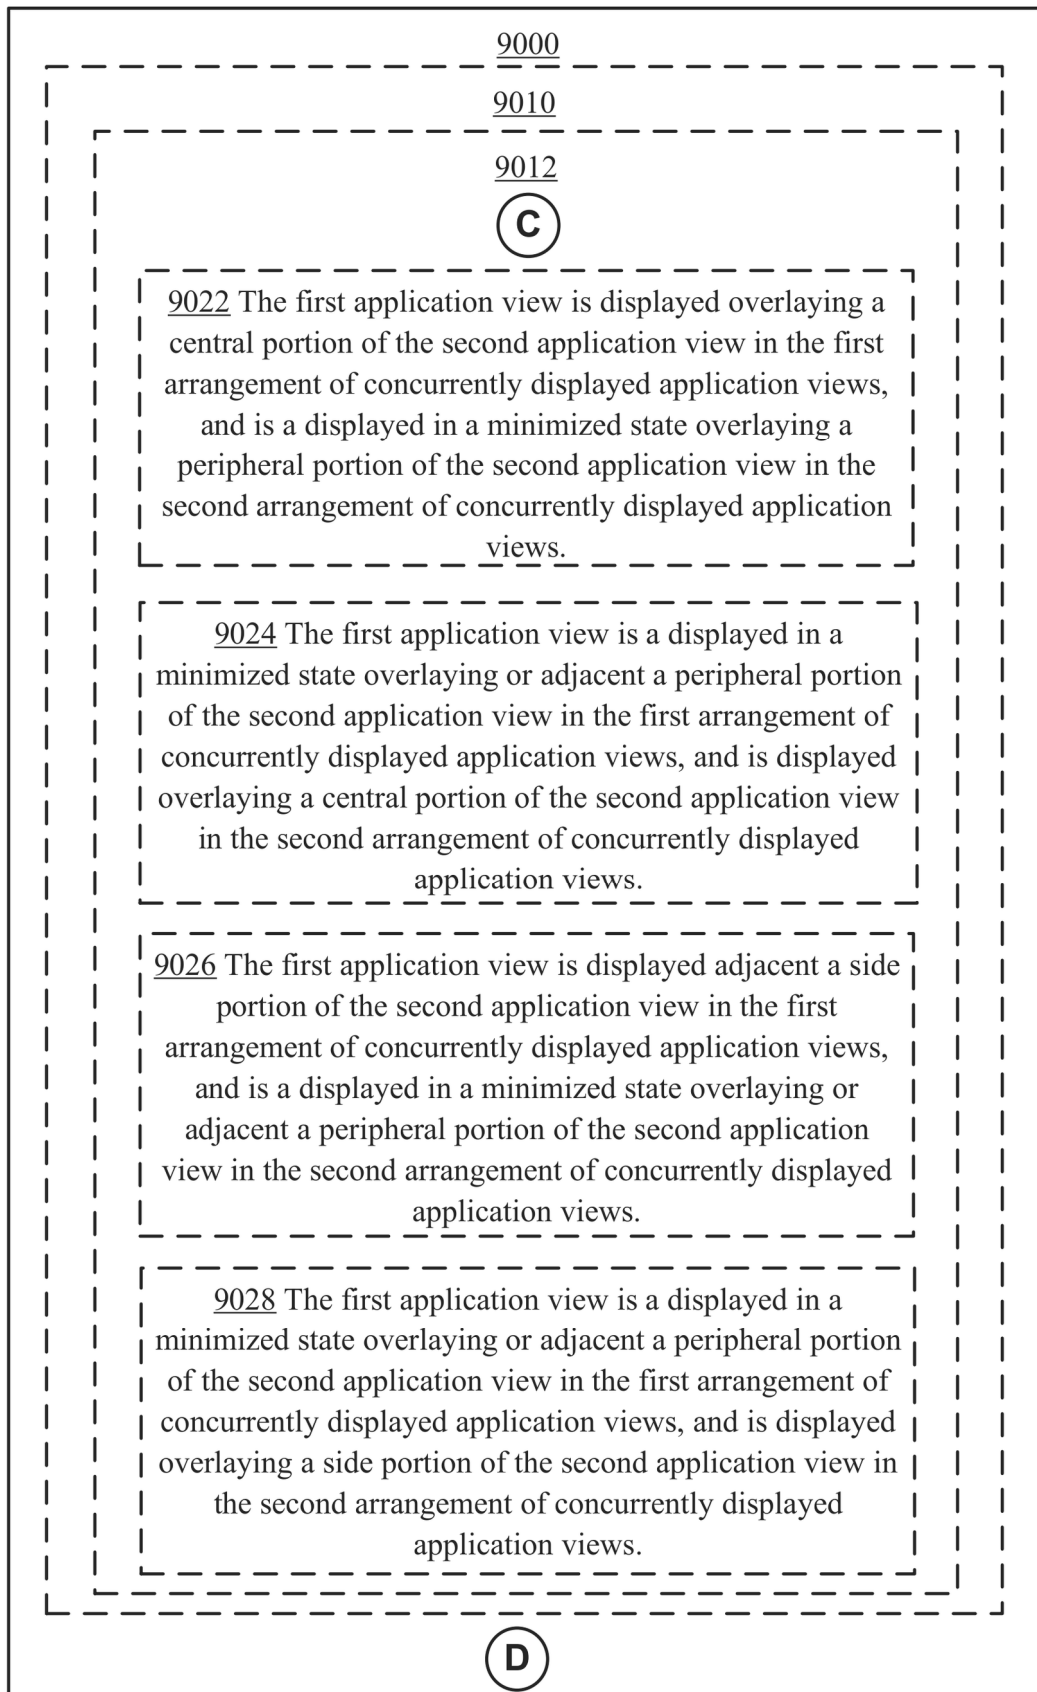 9000
9010
9012
C
9022 The first application view is displayed overlaying a
central portion of the second application view in the first
arrangement of concurrently displayed application views,
and is a displayed in a minimized state overlaying a
peripheral portion of the second application view in the
second arrangement of concurrently displayed application
views.
9024 The first application view is a displayed in a
minimized state overlaying or adjacent a peripheral portion
of the second application view in the first arrangement of
concurrently displayed application views, and is displayed
overlaying a central portion of the second application view
in the second arrangement of concurrently displayed
application views.
9026 The first application view is displayed adjacent a side
portion of the second application view in the first
arrangement of concurrently displayed application views,
and is a displayed in a minimized state overlaying or
adjacent a peripheral portion of the second application
view in the second arrangement of concurrently displayed
application views.
9028 The first application view is a displayed in a
minimized state overlaying or adjacent a peripheral portion
of the second application view in the first arrangement of
concurrently displayed application views, and is displayed
overlaying a side portion of the second application view in
the second arrangement of concurrently displayed
application views.
D